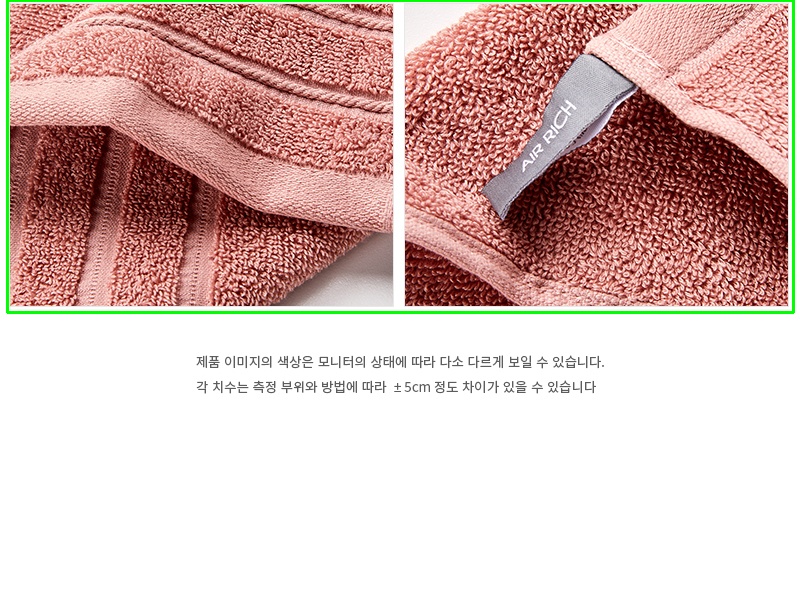 AIR RICH
제품 이미지의 색상은 모니터의 상태에 따라 다소 다르게 보일 수 있습니다.
각 치수는 측정 부위와 방법에 따라 ±5cm 정도 차이가 있을 수 있습니다